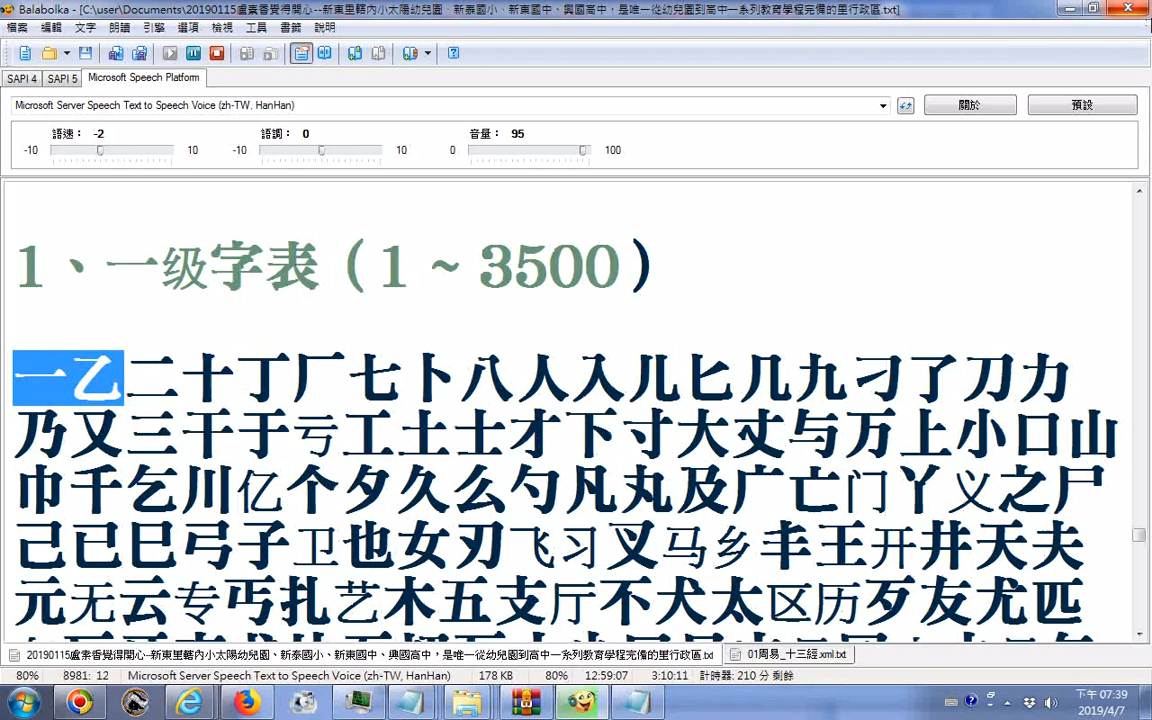 Balabolka - [C:\user\Documents\20190115盧素香覺得開心--新東里轄內小太陽幼兒園、新泰國小、新東國中、興國高中，是唯一從幼兒園到高中一系列教育學程完備的里行政區.txt]
檔案 編輯 文字 朗讀 引擎 選項 檢視 工具 書籤 說明
SAPI 4 SAPI 5 Microsoft Speech Platform
Microsoft Server Speech Text to Speech Voice (zh-TW, HanHan) 關於 預設
語速： -2 語調： 0 音量： 95
-10 10 -10 10 0 100
1、一级字表（1～3500）
一乙二十丁厂七卜八人入儿匕几九刁了刀力
乃又三干于亏工土士才下寸大丈与万上小口山
巾千乞川亿个夕久么勺凡丸及广亡门丫义之尸
己已巳弓子卫也女刃飞习叉马乡丰王开井天夫
元无云专丐扎艺木五支厅不犬太区历歹友尤匹
20190115盧素香覺得開心--新東里轄內小太陽幼兒園、新泰國小、新東國中、興國高中，是唯一從幼兒園到高中一系列教育學程完備的里行政區.txt 01周易_十三經.xml.txt
80% 8981: 12 Microsoft Server Speech Text to Speech Voice (zh-TW, HanHan) 178 KB 80% 12:59:07 3:10:11 計時器: 210 分 剩餘
下午 07:39
2019/4/7